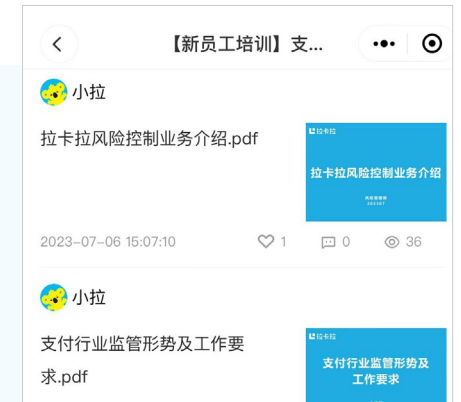 【新员工培训】支...
小拉
拉卡拉风险控制业务介绍.pdf
拉卡拉
拉卡拉风险控制业务介绍
2023-07-06 15:07:10
1
0
36
小拉
支付行业监管形势及工作要
求.pdf
拉卡拉
支付行业监管形势及
工作要求